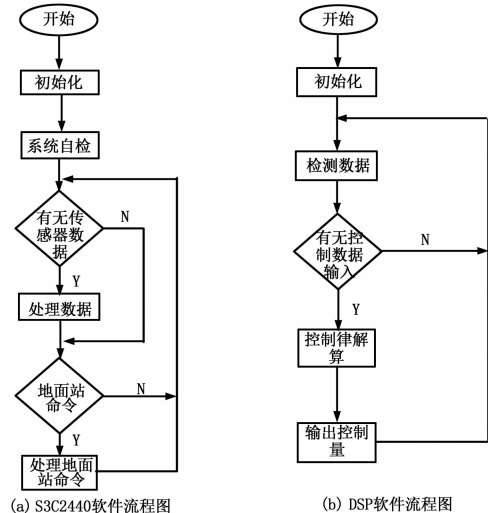 开始
初始化
系统自检
有无传
感器数
据
N
Y
处理数据
地面站
命令
N
Y
处理地面
站命令
(a) S3C2440软件流程图
开始
初始化
检测数据
有无控
制数据
输入
N
Y
控制律解
算
输出控制
量
(b) DSP软件流程图